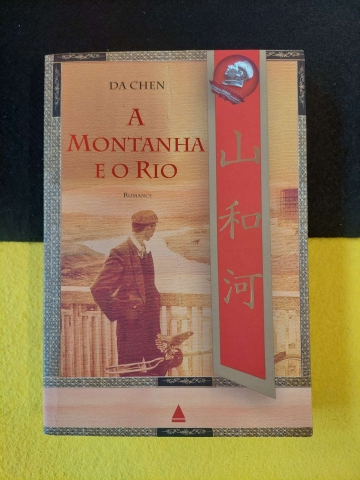 DA CHEN
A
MONTANHA
E O RIO
ROMANCE
山
和
河